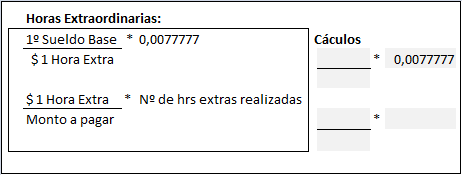 Horas Extraordinarias:
1º Sueldo Base * 0,0077777
$ 1 Hora Extra
$ 1 Hora Extra * Nº de hrs extras realizadas
Monto a pagar
Cáculos
* 0,0077777
*